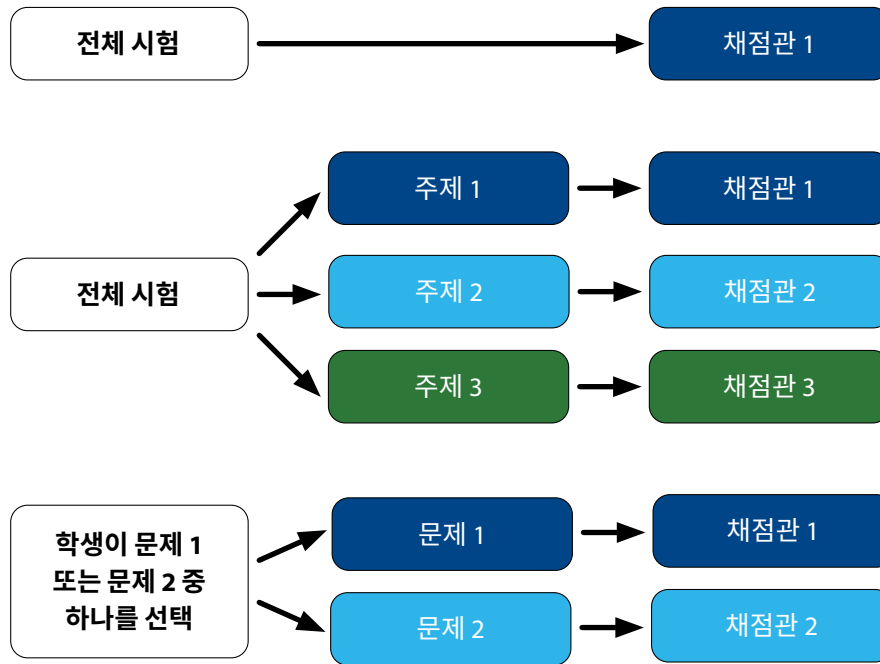 전체 시험
채점관 1
주제 1
채점관 1
전체 시험
주제 2
채점관 2
주제 3
채점관 3
학생이 문제 1
또는 문제 2 중
하나를 선택
문제 1
채점관 1
문제 2
채점관 2